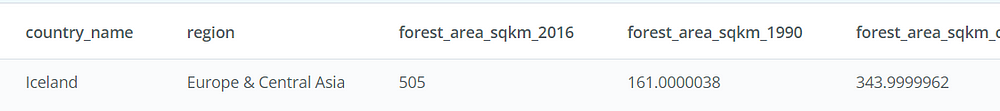 country_name region forest_area_sqkm_2016 forest_area_sqkm_1990 forest_area_sqkm_
Iceland Europe & Central Asia 505 161.0000038 343.9999962